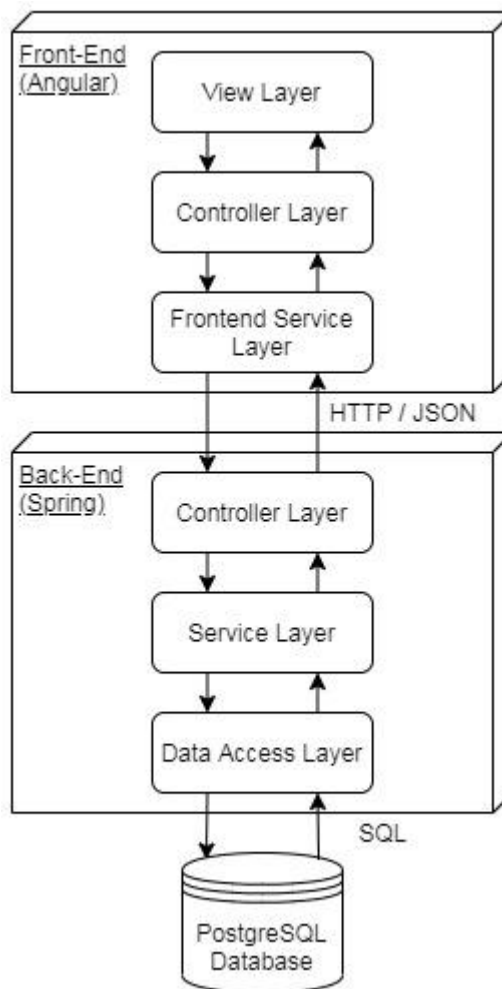 Front-End
(Angular)
View Layer
Controller Layer
Frontend Service
Layer
HTTP / JSON
Back-End
(Spring)
Controller Layer
Service Layer
Data Access Layer
SQL
PostgreSQL
Database